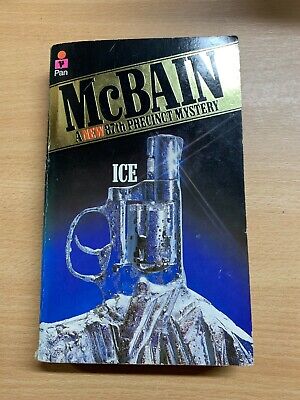 Pan
McBAIN
A NEW 87th PRECINCT MYSTERY
ICE